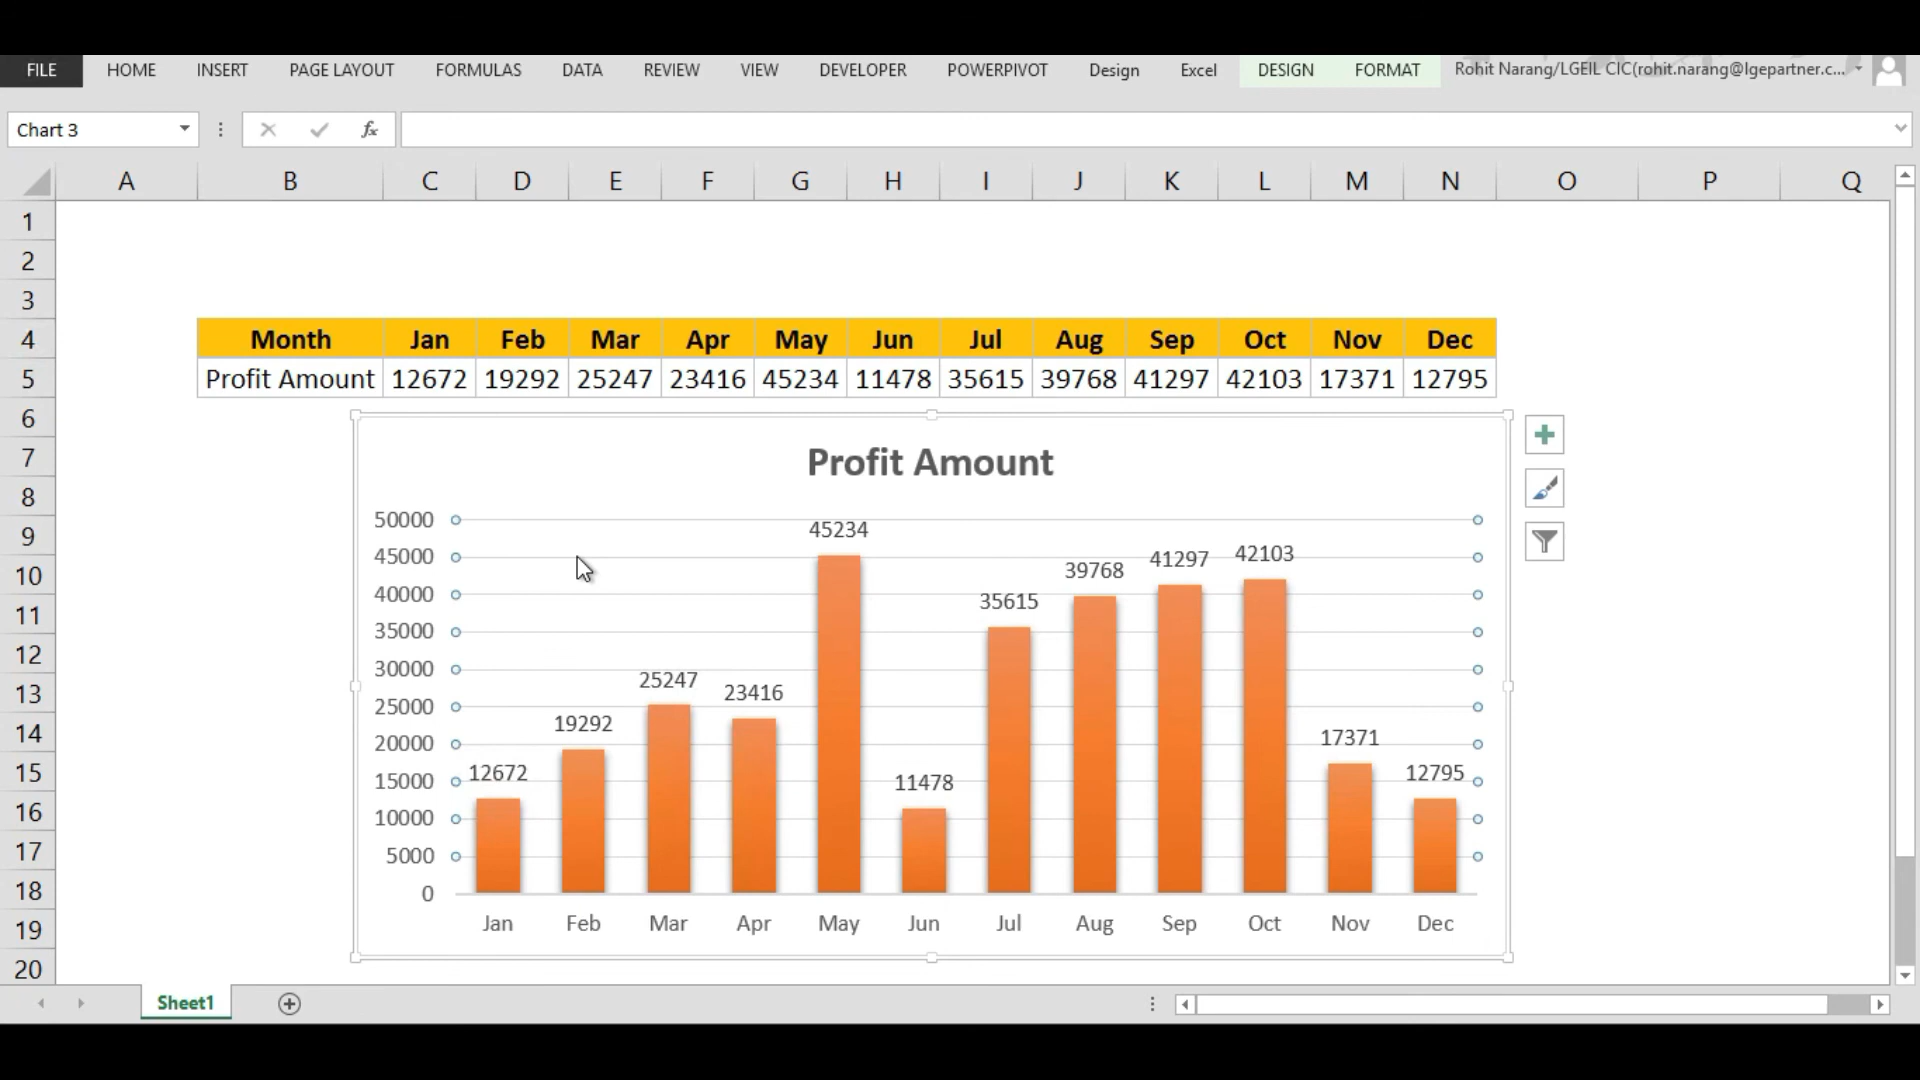 FILE HOME INSERT PAGE LAYOUT FORMULAS DATA REVIEW VIEW DEVELOPER POWERPIVOT Design Excel DESIGN FORMAT Rohit Narang/LGEIL CIC(rohit.narang@lgepartner.c...
Chart 3 fx
A B C D E F G H I J K L M N O P Q
1
2
3
4 Month Jan Feb Mar Apr May Jun Jul Aug Sep Oct Nov Dec
5 Profit Amount 12672 19292 25247 23416 45234 11478 35615 39768 41297 42103 17371 12795
6
7 Profit Amount
8
50000
9 45234
45000 41297 42103
10 39768
40000 35615
11
35000
12
30000 25247
13 23416
25000 19292
14 17371
20000
15 12672 11478 12795
15000
16
10000
17
5000
18
0
19 Jan Feb Mar Apr May Jun Jul Aug Sep Oct Nov Dec
20
Sheet1